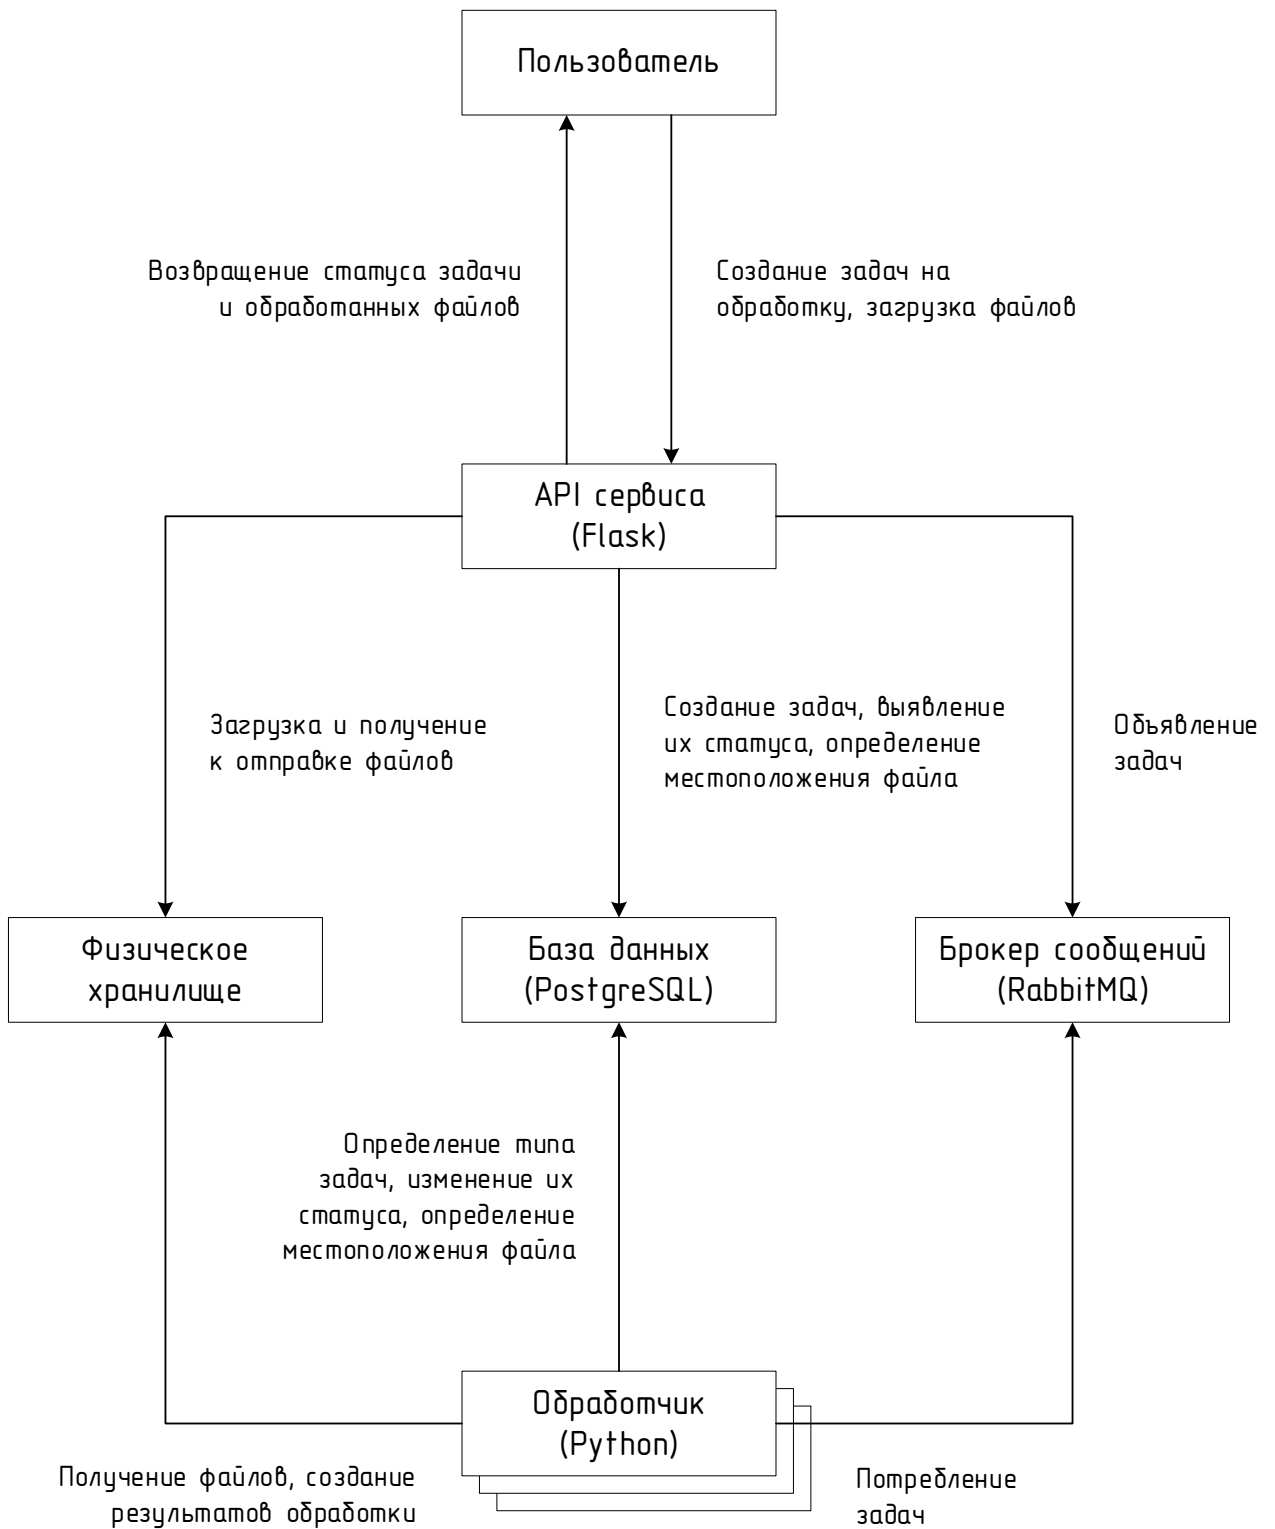 Пользователь
Возвращение статуса задачи
и обработанных файлов
Создание задач на
обработку, загрузка файлов
API сервиса
(Flask)
Загрузка и получение
к отправке файлов
Создание задач, выявление
их статуса, определение
местоположения файла
Объявление
задач
Физическое
хранилище
База данных
(PostgreSQL)
Брокер сообщений
(RabbitMQ)
Определение типа
задач, изменение их
статуса, определение
местоположения файла
Обработчик
(Python)
Получение файлов, создание
результатов обработки
Потребление
задач